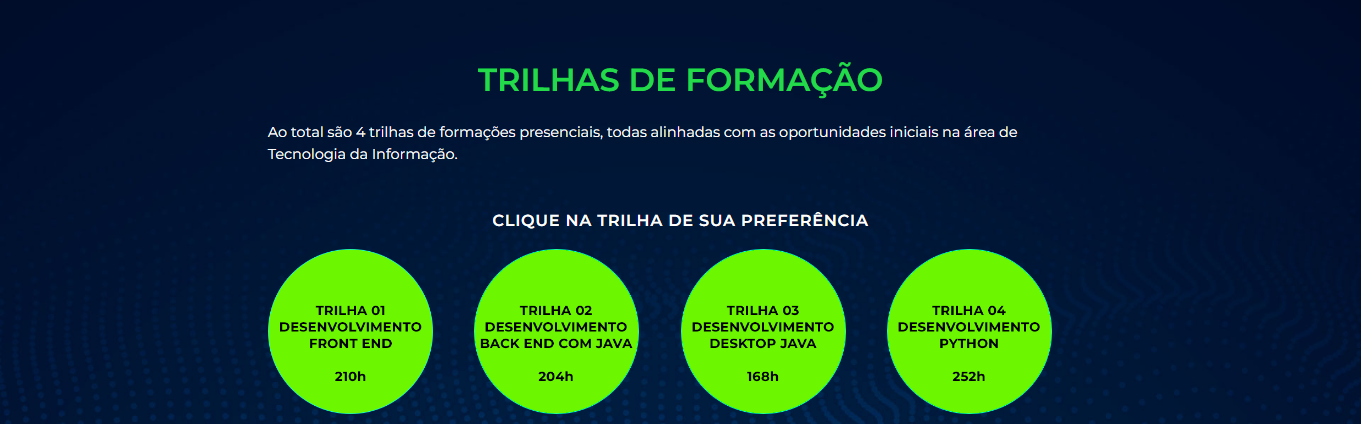 TRILHAS DE FORMAÇÃO
Ao total são 4 trilhas de formações presenciais, todas alinhadas com as oportunidades iniciais na área de
Tecnologia da Informação.
CLIQUE NA TRILHA DE SUA PREFERÊNCIA
TRILHA 01
DESENVOLVIMENTO
FRONT END
210h
TRILHA 02
DESENVOLVIMENTO
BACK END COM JAVA
204h
TRILHA 03
DESENVOLVIMENTO
DESKTOP JAVA
168h
TRILHA 04
DESENVOLVIMENTO
PYTHON
252h